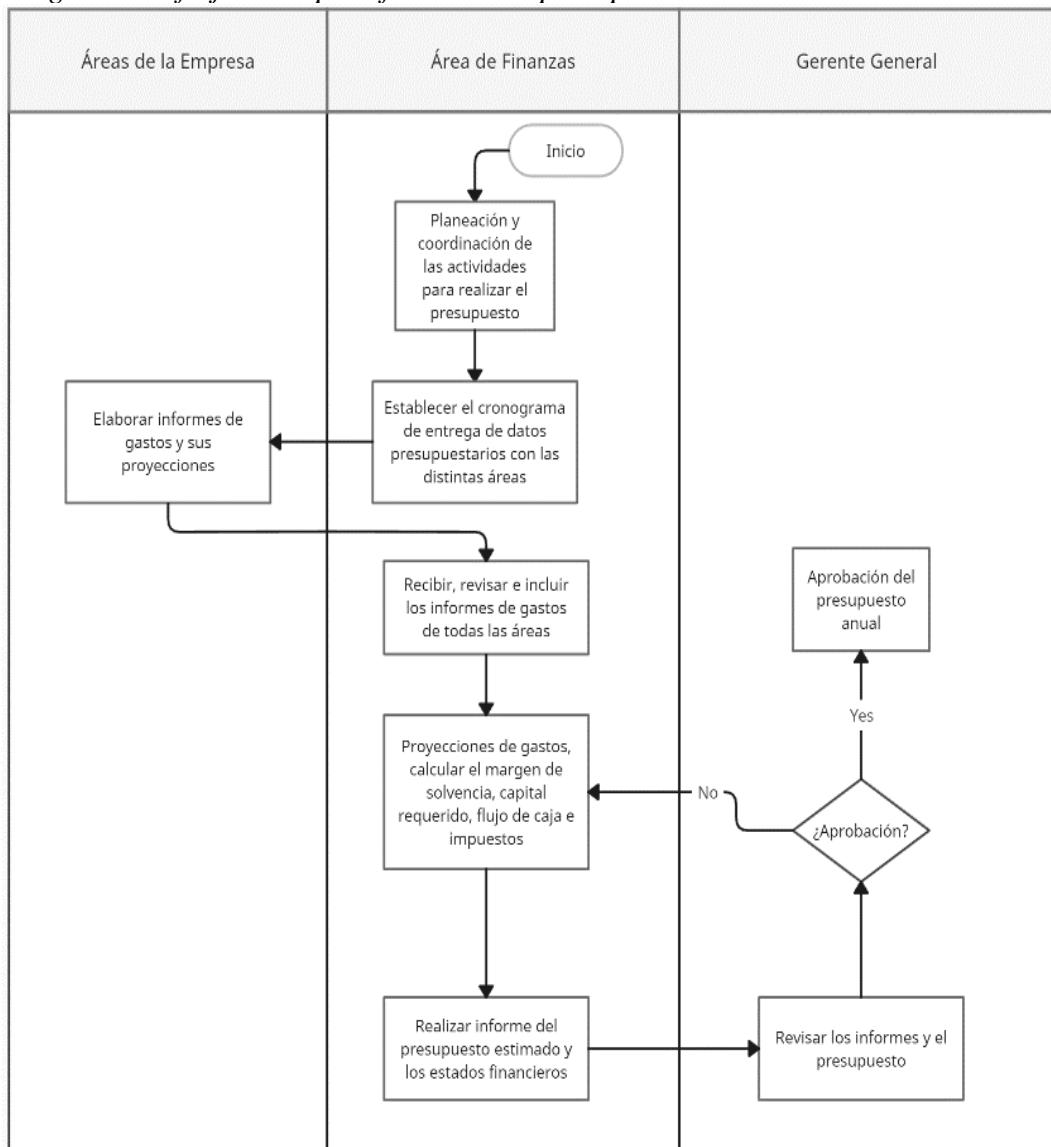 Áreas de la Empresa
Área de Finanzas
Gerente General
Inicio
Planeación y
coordinación de
las actividades
para realizar el
presupuesto
Elaborar informes de
gastos y sus
proyecciones
Establecer el cronograma
de entrega de datos
presupuestarios con las
distintas áreas
Recibir, revisar e incluir
los informes de gastos
de todas las áreas
Aprobación del
presupuesto
anual
Yes
Proyecciones de gastos,
calcular el margen de
solvencia, capital
requerido, flujo de caja e
impuestos
No
¿Aprobación?
Realizar informe del
presupuesto estimado y
los estados financieros
Revisar los informes y el
presupuesto